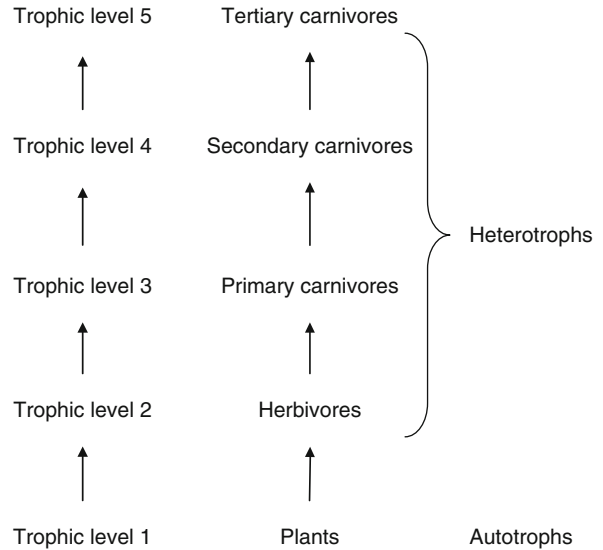 Trophic level 5 Tertiary carnivores
Trophic level 4 Secondary carnivores
Heterotrophs
Trophic level 3 Primary carnivores
Trophic level 2 Herbivores
Trophic level 1 Plants Autotrophs